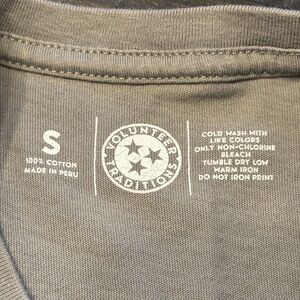 S
100% COTTON
MADE IN PERU
VOLUNTEER
TRADITIONS
COLD WASH WITH
LIKE COLORS
ONLY NON-CHLORINE
BLEACH
TUMBLE DRY LOW
WARM IRON
DO NOT IRON PRINT